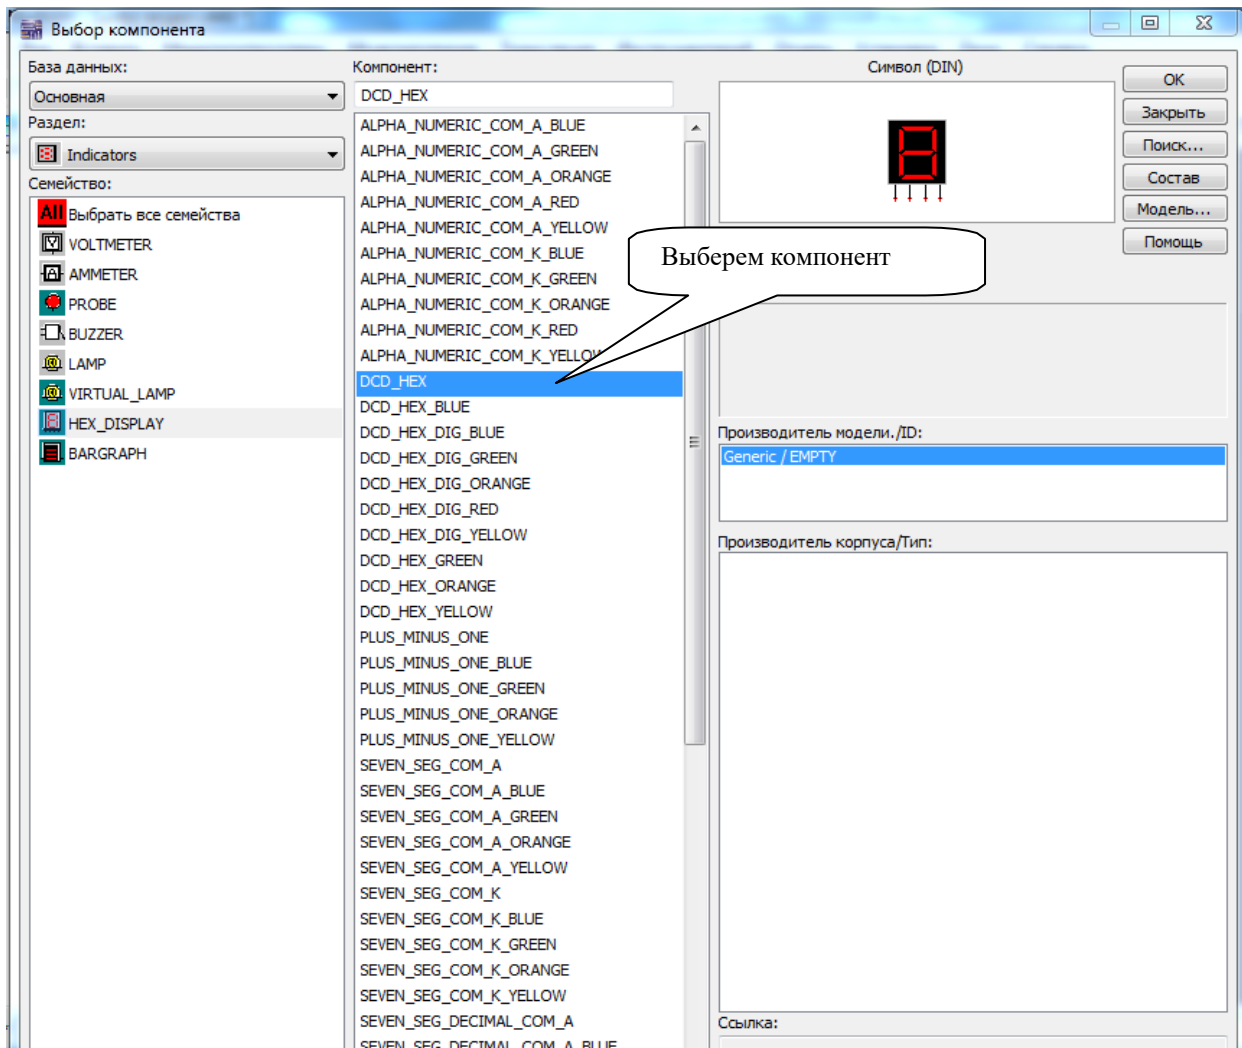 Выбор компонента
База данных:
Основная
Раздел:
Indicators
Семейство:
All Выбрать все семейства
VOLTMETER
AMMETER
PROBE
BUZZER
LAMP
VIRTUAL_LAMP
HEX_DISPLAY
BARGRAPH
Компонент:
DCD_HEX
ALPHA_NUMERIC_COM_A_BLUE
ALPHA_NUMERIC_COM_A_GREEN
ALPHA_NUMERIC_COM_A_ORANGE
ALPHA_NUMERIC_COM_A_RED
ALPHA_NUMERIC_COM_A_YELLOW
ALPHA_NUMERIC_COM_K_BLUE
ALPHA_NUMERIC_COM_K_GREEN
ALPHA_NUMERIC_COM_K_ORANGE
ALPHA_NUMERIC_COM_K_RED
ALPHA_NUMERIC_COM_K_YELLOW
DCD_HEX
DCD_HEX_BLUE
DCD_HEX_DIG_BLUE
DCD_HEX_DIG_GREEN
DCD_HEX_DIG_ORANGE
DCD_HEX_DIG_RED
DCD_HEX_DIG_YELLOW
DCD_HEX_GREEN
DCD_HEX_ORANGE
DCD_HEX_YELLOW
PLUS_MINUS_ONE
PLUS_MINUS_ONE_BLUE
PLUS_MINUS_ONE_GREEN
PLUS_MINUS_ONE_ORANGE
PLUS_MINUS_ONE_YELLOW
SEVEN_SEG_COM_A
SEVEN_SEG_COM_A_BLUE
SEVEN_SEG_COM_A_GREEN
SEVEN_SEG_COM_A_ORANGE
SEVEN_SEG_COM_A_YELLOW
SEVEN_SEG_COM_K
SEVEN_SEG_COM_K_BLUE
SEVEN_SEG_COM_K_GREEN
SEVEN_SEG_COM_K_ORANGE
SEVEN_SEG_COM_K_YELLOW
SEVEN_SEG_DECIMAL_COM_A
SEVEN_SEG_DECIMAL_COM_A_BLUE
Выберем компонент
Символ (DIN)
Производитель модели./ID:
Generic / EMPTY
Производитель корпуса/Тип:
Ссылка:
OK
Закрыть
Поиск...
Состав
Модель...
Помощь